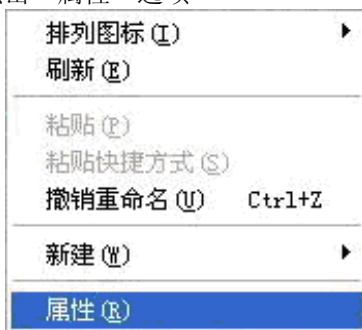 排列图标(I)
刷新(E)
粘贴(P)
粘贴快捷方式(S)
撤销重命名(U) Ctrl+Z
新建(W)
属性(R)